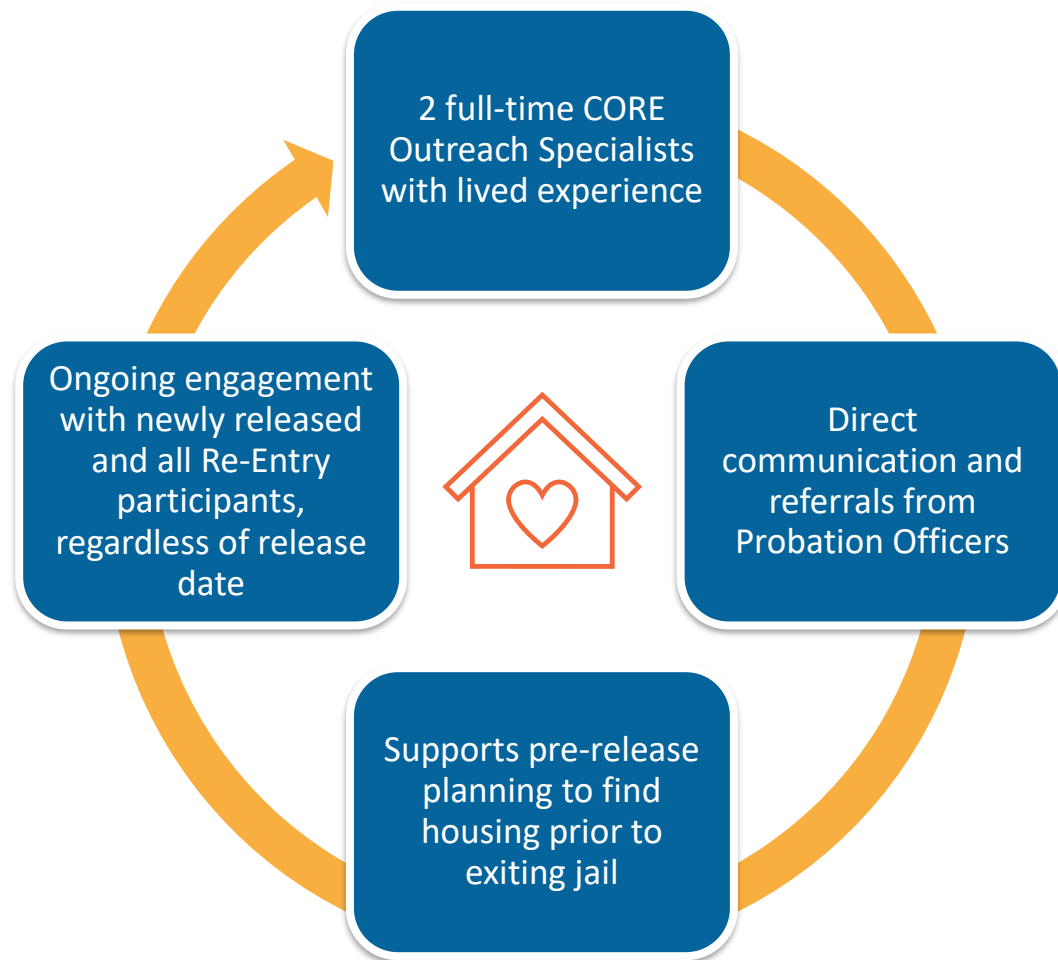 2 full-time CORE
Outreach Specialists
with lived experience
Direct
communication and
referrals from
Probation Officers
Supports pre-release
planning to find
housing prior to
exiting jail
Ongoing engagement
with newly released
and all Re-Entry
participants,
regardless of release
date